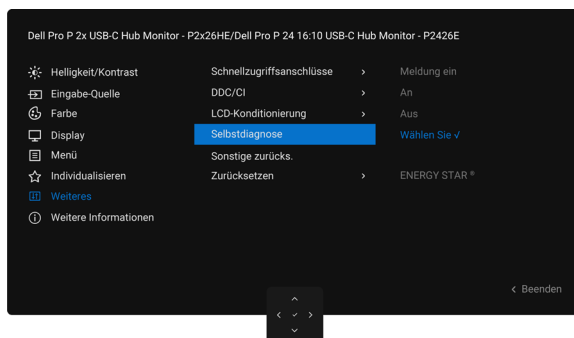 Dell Pro P 2x USB-C Hub Monitor - P2x26HE/Dell Pro P 24 16:10 USB-C Hub Monitor - P2426E
Helligkeit/Kontrast
Eingabe-Quelle
Farbe
Display
Menü
Individualisieren
Weiteres
Weitere Informationen
Schnellzugriffsanschlüsse > Meldung ein
DDC/CI > An
LCD-Konditionierung > Aus
Selbstdiagnose Wählen Sie √
Sonstige zurücks.
Zurücksetzen > ENERGY STAR ®
< Beenden